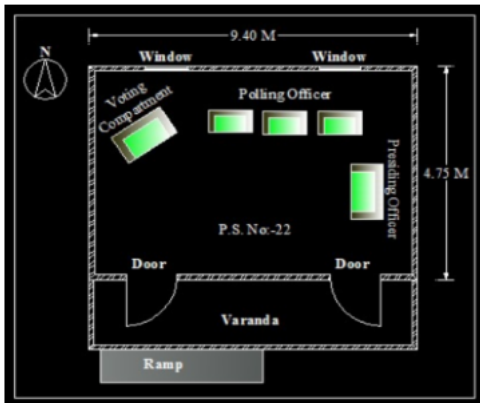 9.40 M
N
Window
Window
Voting
Compartment
Polling Officer
Presiding Officer
4.75 M
P.S. No:-22
Door
Door
Varanda
Ramp